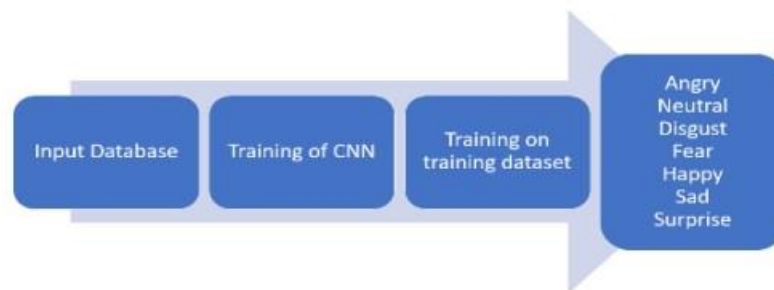 Input Database
Training of CNN
Training on
training dataset
Angry
Neutral
Disgust
Fear
Happy
Sad
Surprise